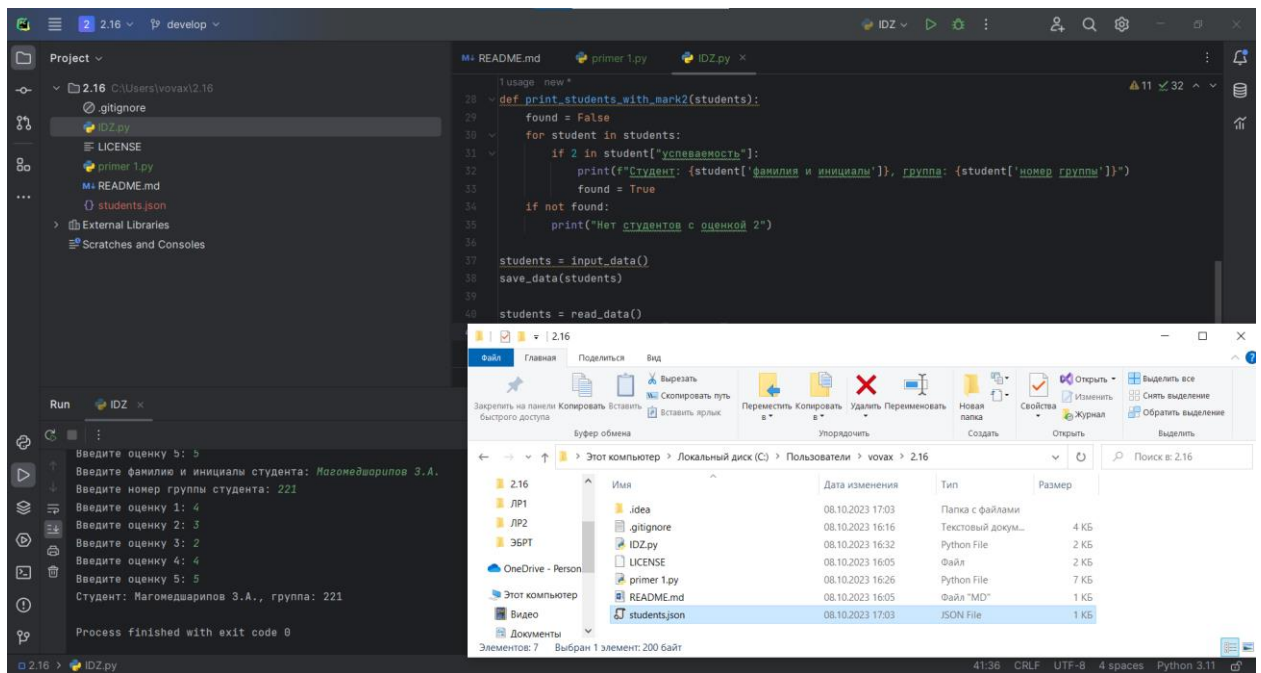 2 2.16 develop IDZ
Project
2.16 C:\Users\vovax\2.16
.gitignore
IDZ.py
LICENSE
primer 1.py
README.md
students.json
External Libraries
Scratches and Consoles
README.md primer 1.py IDZ.py
1 usage new *
11 32
28 def print_students_with_mark2(students):
29 found = False
30 for student in students:
31 if 2 in student["успеваемость"]:
32 print(f"Студент: {student['фамилия и инициалы']}, группа: {student['номер группы']}")
33 found = True
34 if not found:
35 print("Нет студентов с оценкой 2")
36
37 students = input_data()
38 save_data(students)
39
40 students = read_data()
Run IDZ
Введите оценку 5: 5
Введите фамилию и инициалы студента: Магомедшарипов З.А.
Введите номер группы студента: 221
Введите оценку 1: 4
Введите оценку 2: 3
Введите оценку 3: 2
Введите оценку 4: 4
Введите оценку 5: 5
Студент: Магомедшарипов З.А., группа: 221
Process finished with exit code 0
2.16
Файл Главная Поделиться Вид
Закрепить на панели быстрого доступа
Копировать
Вставить
Вырезать
Скопировать путь
Вставить ярлык
Переместить в
Копировать в
Удалить
Переименовать
Новая папка
Свойства
Открыть
Изменить
Журнал
Выделить все
Снять выделение
Обратить выделение
Буфер обмена Упорядочить Создать Открыть Выделить
Этот компьютер > Локальный диск (C:) > Пользователи > vovax > 2.16
Поиск в: 2.16
2.16
ЛР1
ЛР2
ЭБРТ
OneDrive - Person
Этот компьютер
Видео
Документы
Имя Дата изменения Тип Размер
.idea 08.10.2023 17:03 Папка с файлами
.gitignore 08.10.2023 16:16 Текстовый докум... 4 КБ
IDZ.py 08.10.2023 16:32 Python File 2 КБ
LICENSE 08.10.2023 16:05 Файл 2 КБ
primer 1.py 08.10.2023 16:26 Python File 7 КБ
README.md 08.10.2023 16:05 Файл "MD" 1 КБ
students.json 08.10.2023 17:03 JSON File 1 КБ
Элементов: 7 Выбран 1 элемент: 200 байт
2.16 > IDZ.py
41:36 CRLF UTF-8 4 spaces Python 3.11